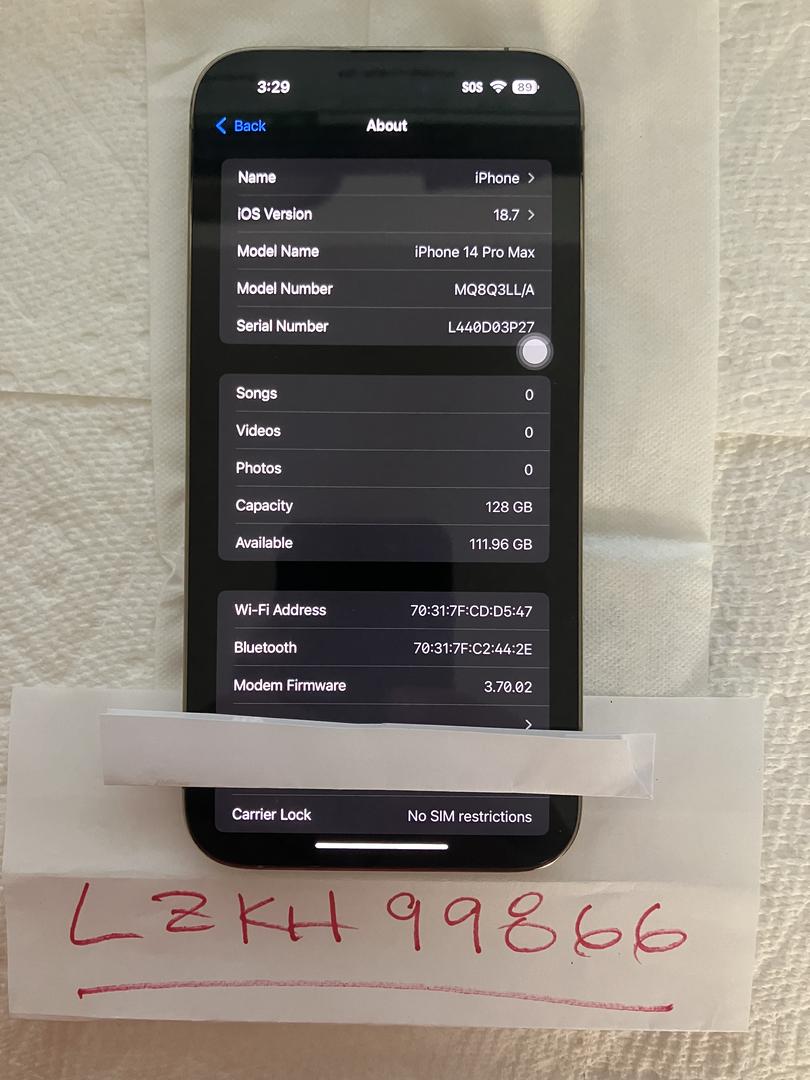 3:29 SOS 89
Back About
Name iPhone
iOS Version 18.7
Model Name iPhone 14 Pro Max
Model Number MQ8Q3LL/A
Serial Number L440D03P27
Songs 0
Videos 0
Photos 0
Capacity 128 GB
Available 111.96 GB
Wi-Fi Address 70:31:7F:CD:D5:47
Bluetooth 70:31:7F:C2:44:2E
Modem Firmware 3.70.02
Carrier Lock No SIM restrictions
LZKH99866